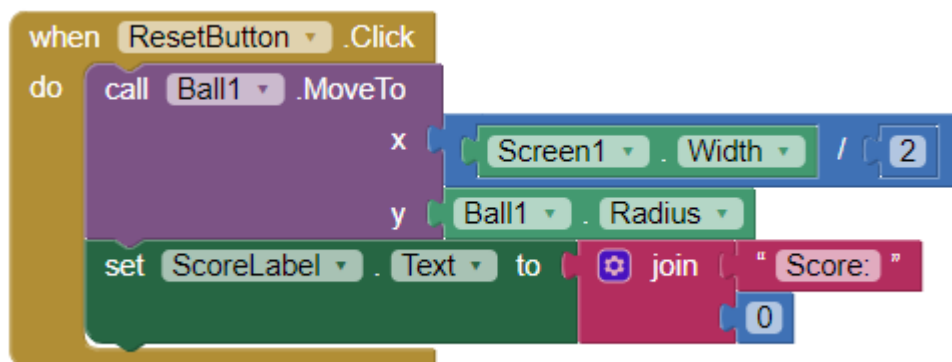 when ResetButton .Click
do call Ball1 .MoveTo
x Screen1 . Width / 2
y Ball1 . Radius
set ScoreLabel . Text to join “ Score: ”
0